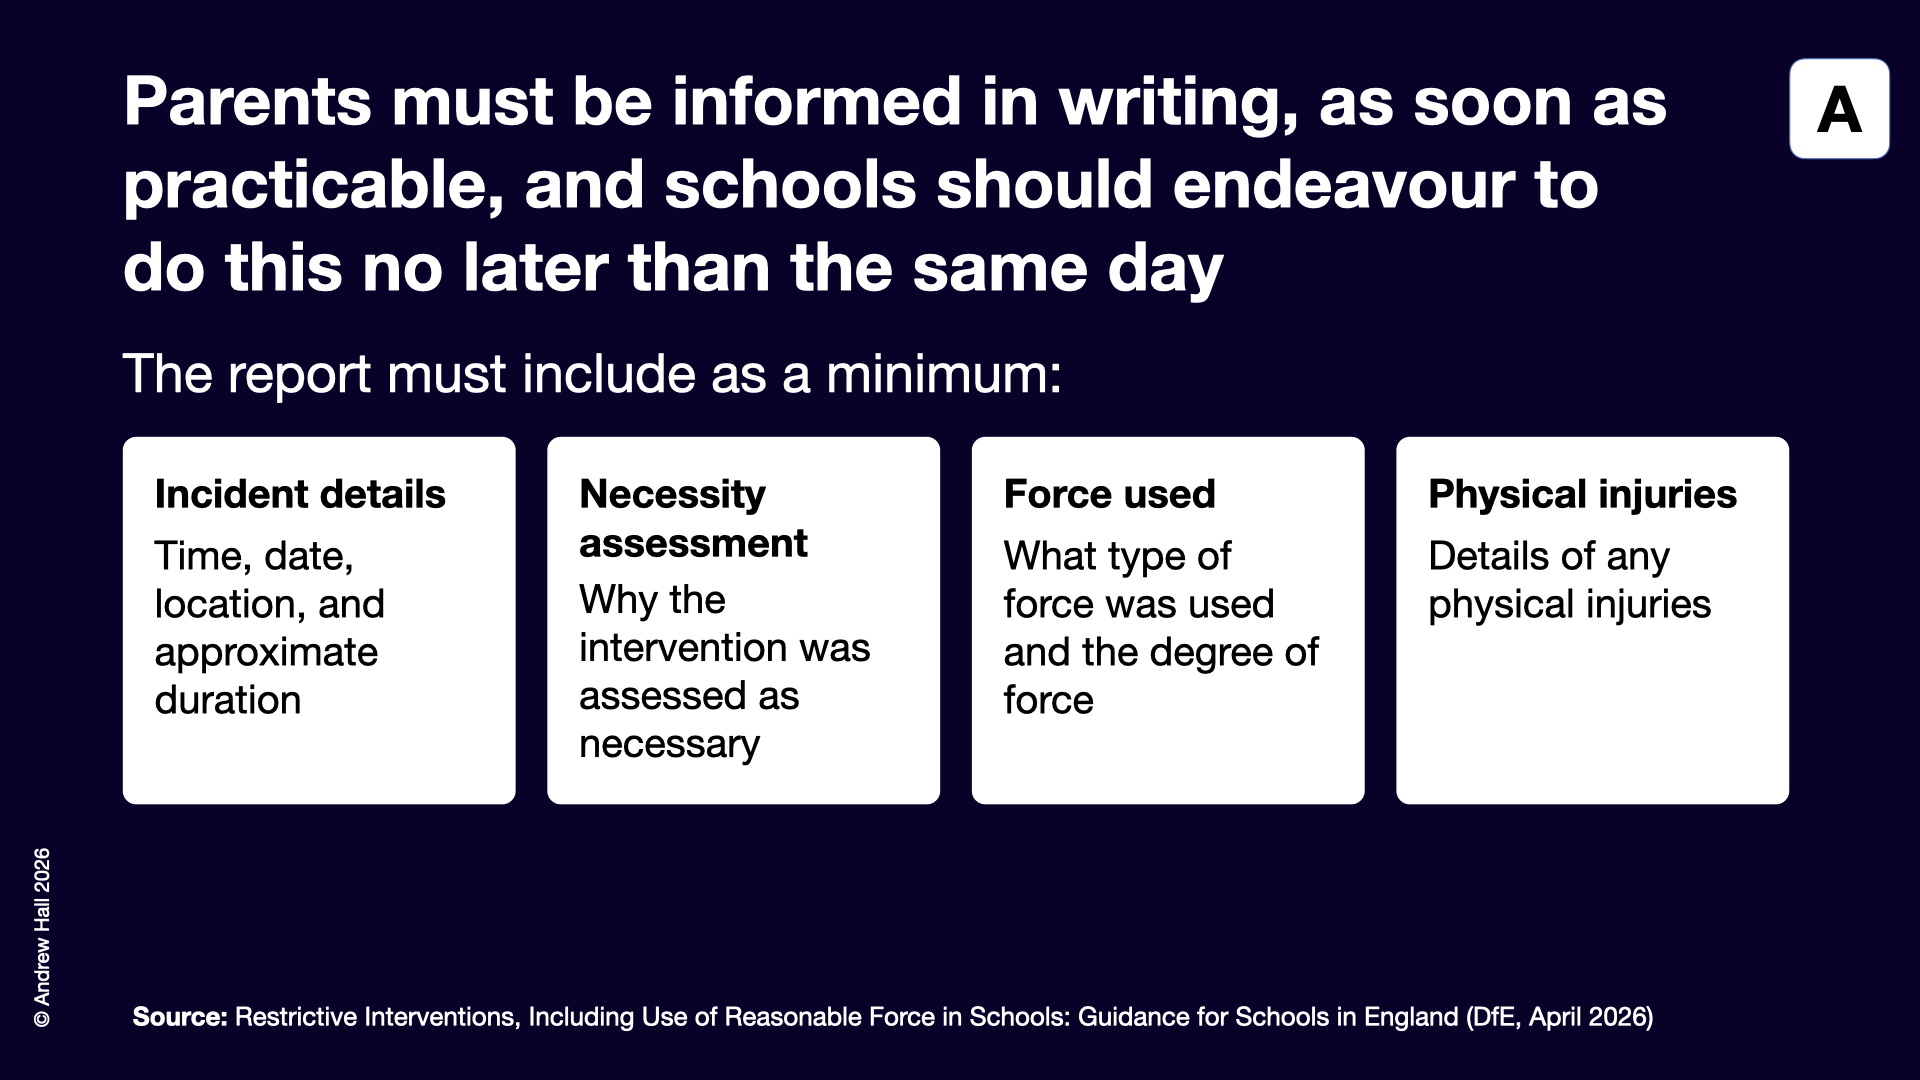 Parents must be informed in writing, as soon as
practicable, and schools should endeavour to
do this no later than the same day
A
The report must include as a minimum:
Incident details
Time, date,
location, and
approximate
duration
Necessity
assessment
Why the
intervention was
assessed as
necessary
Force used
What type of
force was used
and the degree of
force
Physical injuries
Details of any
physical injuries
© Andrew Hall 2026
Source: Restrictive Interventions, Including Use of Reasonable Force in Schools: Guidance for Schools in England (DfE, April 2026)